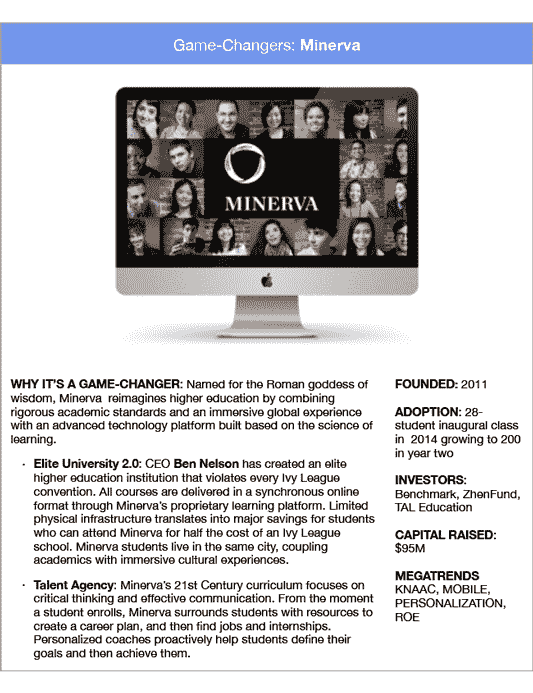 Game-Changers: Minerva
MINERVA
WHY IT'S A GAME-CHANGER: Named for the Roman goddess of
wisdom, Minerva reimagines higher education by combining
rigorous academic standards and an immersive global experience
with an advanced technology platform built based on the science of
learning.
· Elite University 2.0: CEO Ben Nelson has created an elite
higher education institution that violates every Ivy League
convention. All courses are delivered in a synchronous online
format through Minerva's proprietary learning platform. Limited
physical infrastructure translates into major savings for students
who can attend Minerva for half the cost of an Ivy League
school. Minerva students live in the same city, coupling
academics with immersive cultural experiences.
· Talent Agency: Minerva's 21st Century curriculum focuses on
critical thinking and effective communication. From the moment
a student enrolls, Minerva surrounds students with resources to
create a career plan, and then find jobs and internships.
Personalized coaches proactively help students define their
goals and then achieve them.
FOUNDED: 2011
ADOPTION: 28-
student inaugural class
in 2014 growing to 200
in year two
INVESTORS:
Benchmark, ZhenFund,
TAL Education
CAPITAL RAISED:
$95M
MEGATRENDS
KNAAC, MOBILE,
PERSONALIZATION,
ROE